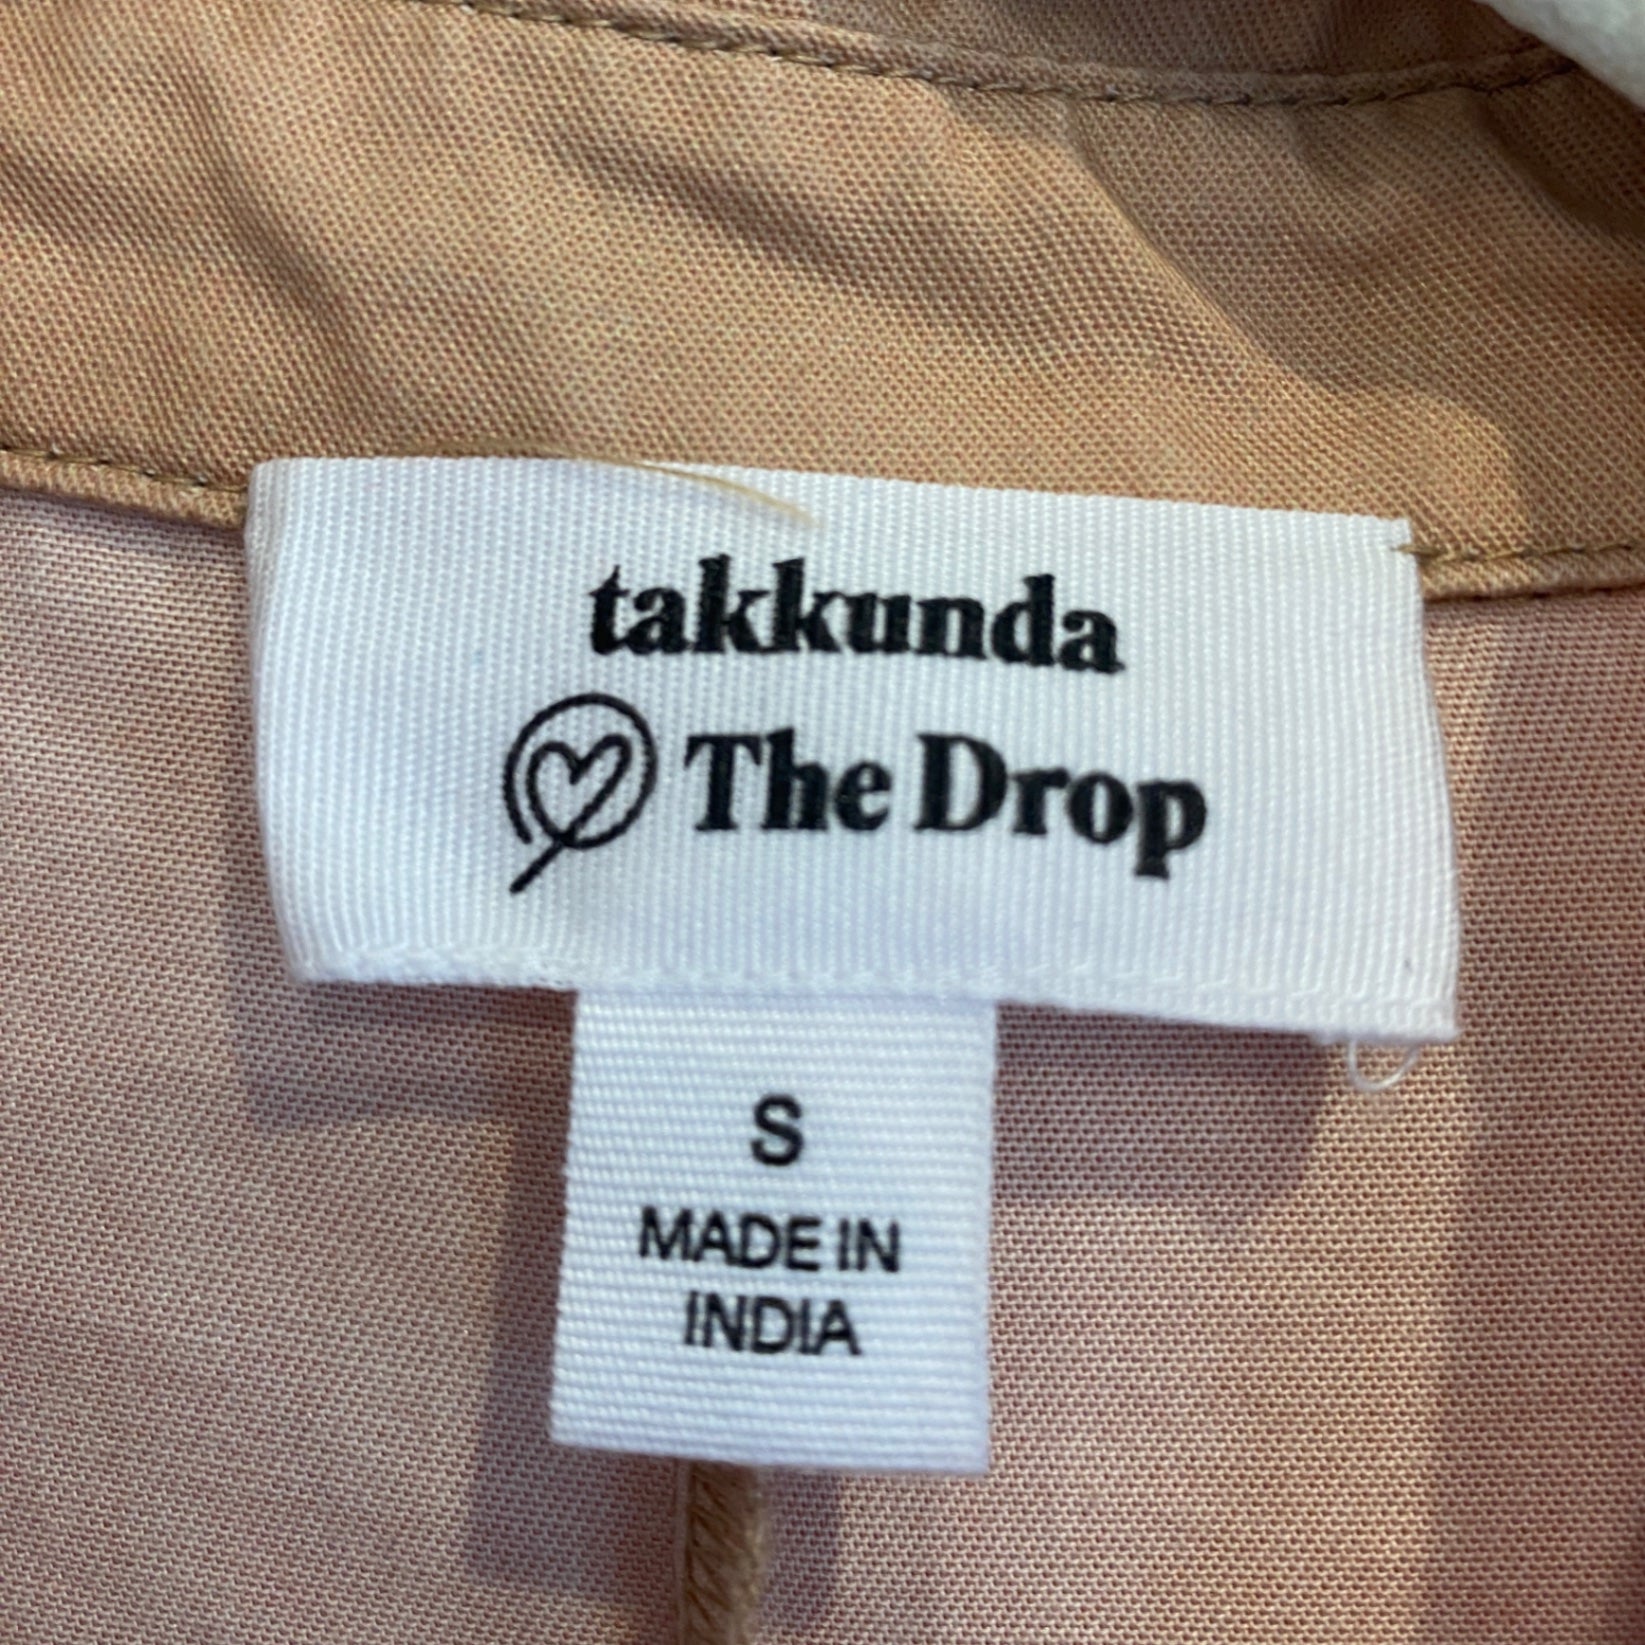 takkunda
The Drop
S
MADE IN
INDIA